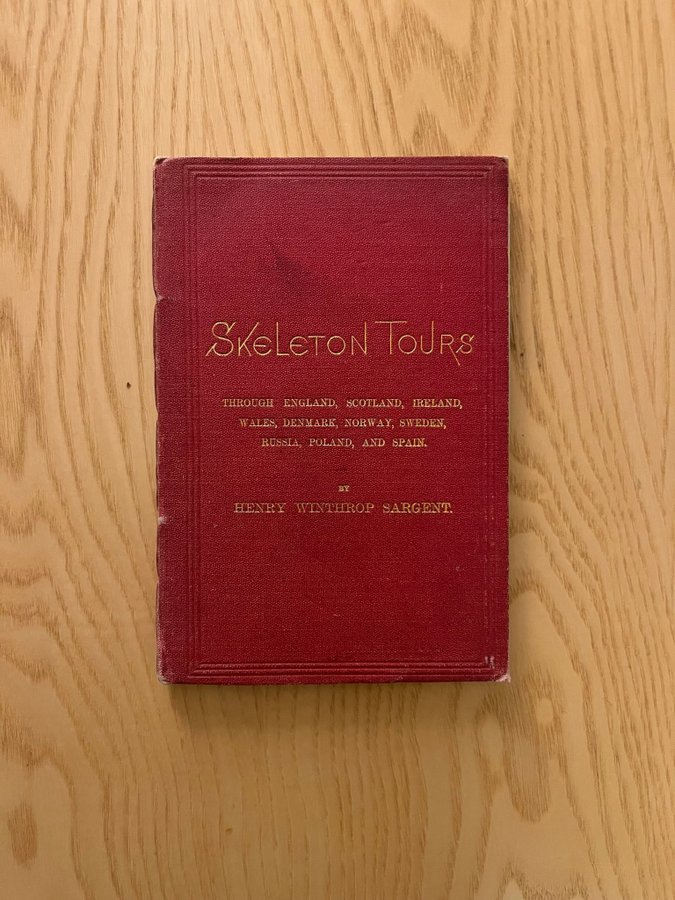 Skeleton Tours
THROUGH ENGLAND, SCOTLAND, IRELAND,
WALES, DENMARK, NORWAY, SWEDEN,
RUSSIA, POLAND, AND SPAIN.
BY
HENRY WINTHROP SARGENT.